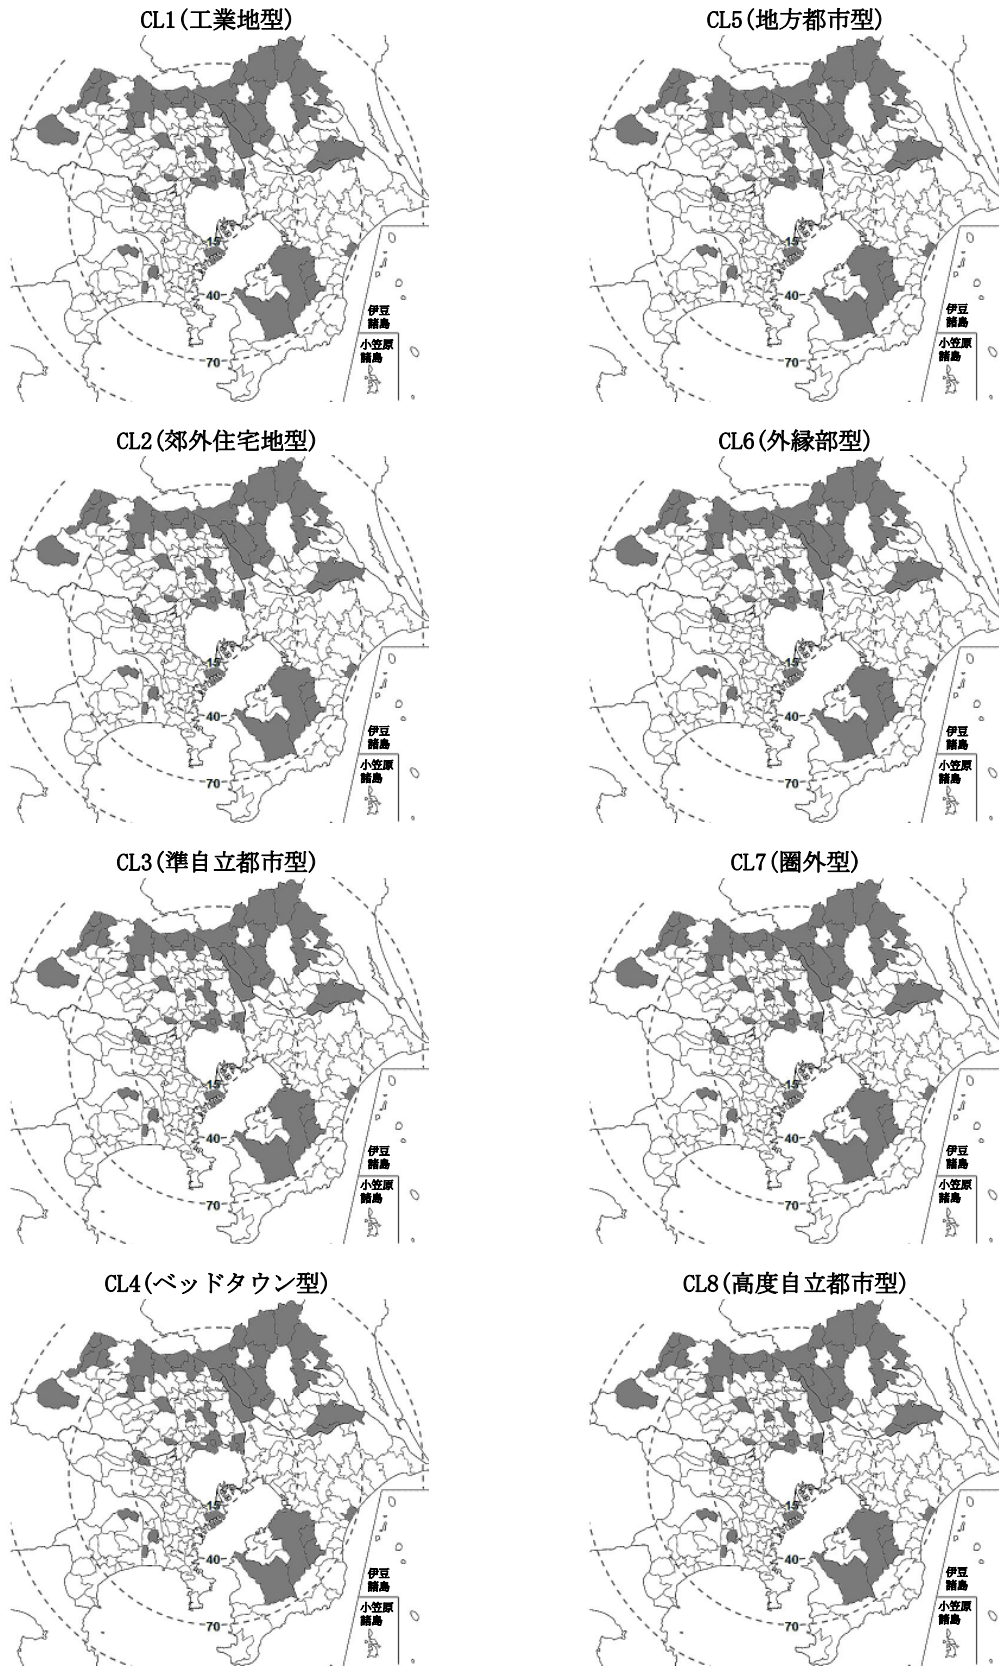 CL1(工業地型)
15
40
70
伊豆
諸島
小笠原
諸島
CL5(地方都市型)
15
40
70
伊豆
諸島
小笠原
諸島
CL2(郊外住宅地型)
15
40
70
伊豆
諸島
小笠原
諸島
CL6(外縁部型)
15
40
70
伊豆
諸島
小笠原
諸島
CL3(準自立都市型)
15
40
70
伊豆
諸島
小笠原
諸島
CL7(圏外型)
15
40
70
伊豆
諸島
小笠原
諸島
CL4(ベッドタウン型)
15
40
70
伊豆
諸島
小笠原
諸島
CL8(高度自立都市型)
15
40
70
伊豆
諸島
小笠原
諸島